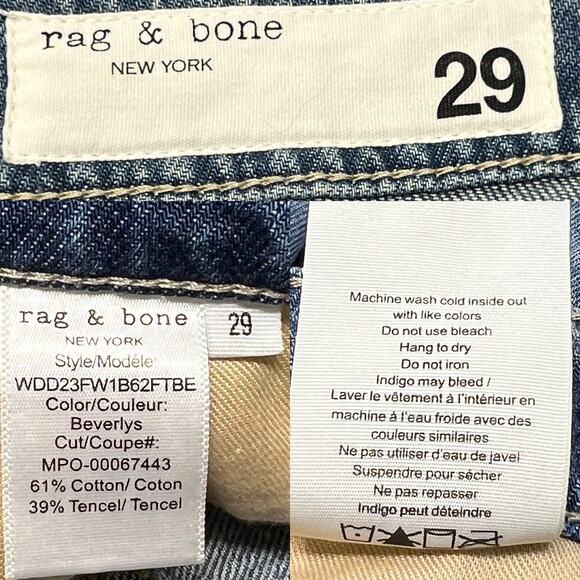 rag & bone
NEW YORK
29
rag & bone
NEW YORK
Style/Modéle:
WDD23FW1B62FTBE
Color/Couleur:
Beverlys
Cut/Coupe#:
MPO-00067443
61% Cotton/ Coton
39% Tencel/ Tencel
29
Machine wash cold inside out
with like colors
Do not use bleach
Hang to dry
Do not iron
Indigo may bleed /
Laver le vêtement à l'intérieur en
machine à l'eau froide avec des
couleurs similaires
Ne pas utiliser d'eau de javel
Suspendre pour sécher
Ne pas repasser
Indigo peut déteindre